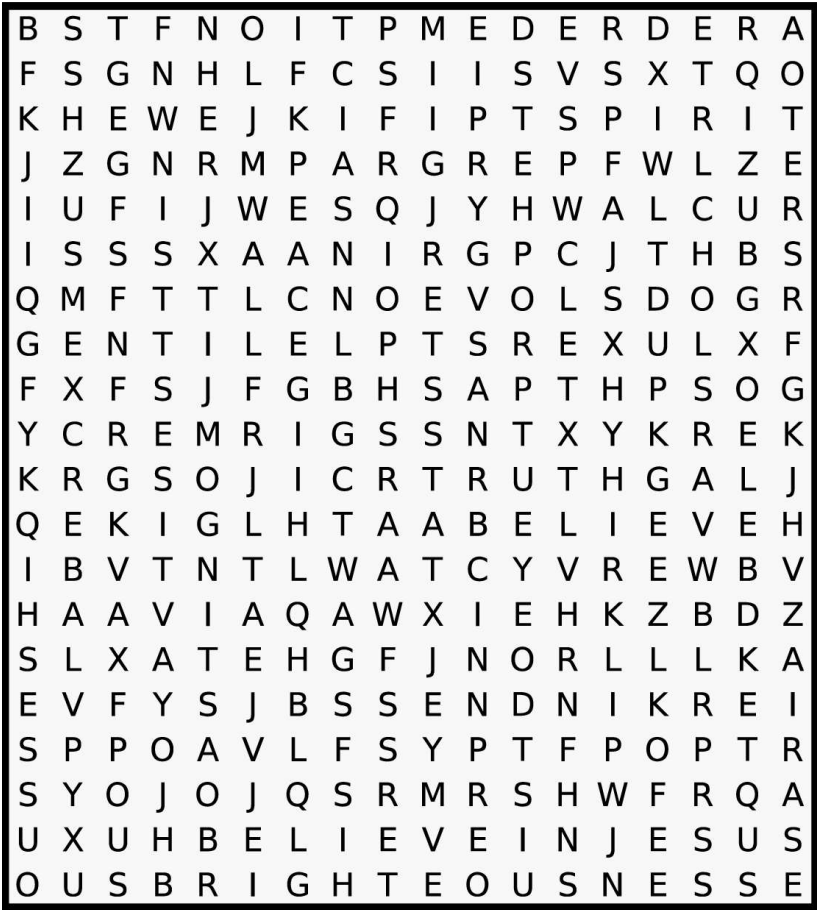 B S T F N O I T P M E D E R D E R A
F S G N H L F C S I I S V S X T Q O
K H E W E J K I F I P T S P I R I T
J Z G N R M P A R G R E P F W L Z E
I U F I J W E S Q J Y H W A L C U R
I S S S X A A N I R G P C J T H B S
Q M F T T L C N O E V O L S D O G R
G E N T I L E L P T S R E X U L X F
F X F S J F G B H S A P T H P S O G
Y C R E M R I G S S N T X Y K R E K
K R G S O J I C R T R U T H G A L J
Q E K I G L H T A A B E L I E V E H
I B V T N T L W A T C Y V R E W B V
H A A V I A Q A W X I E H K Z B D Z
S L X A T E H G F J N O R L L L K A
E V F Y S J B S S E N D N I K R E I
S P P O A V L F S Y P T F P O P T R
S Y O J O J Q S R M R S H W F R Q A
U X U H B E L I E V E I N J E S U S
O U S B R I G H T E O U S N E S S E